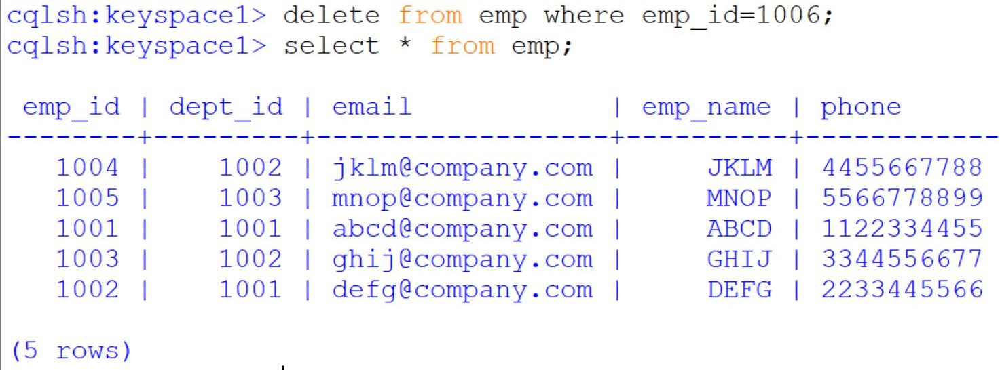 cqlsh:keyspace1> delete from emp where emp_id=1006;
cqlsh:keyspace1> select * from emp;
 emp_id | dept_id | email            | emp_name | phone
--------+---------+------------------+----------+------------
   1004 |    1002 | jklm@company.com |     JKLM | 4455667788
   1005 |    1003 | mnop@company.com |     MNOP | 5566778899
   1001 |    1001 | abcd@company.com |     ABCD | 1122334455
   1003 |    1002 | ghij@company.com |     GHIJ | 3344556677
   1002 |    1001 | defg@company.com |     DEFG | 2233445566
(5 rows)